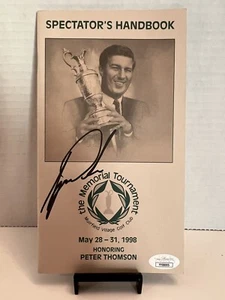 SPECTATOR'S HANDBOOK
the Memorial Tournament
Muirfield Village Golf Club
May 28 – 31, 1998
HONORING
PETER THOMSON